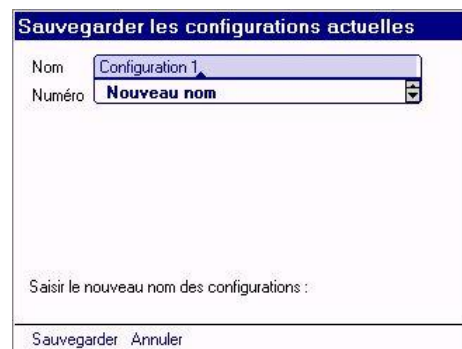 Sauvegarder les configurations actuelles
Nom Configuration 1
Numéro Nouveau nom
Saisir le nouveau nom des configurations :
Sauvegarder Annuler